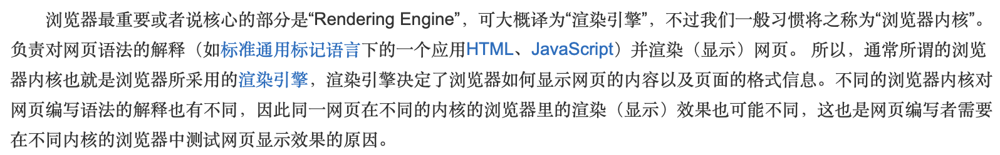 浏览器最重要或者说核心的部分是“Rendering Engine”，可大概译为“渲染引擎”，不过我们一般习惯将之称为“浏览器内核”。
负责对网页语法的解释（如标准通用标记语言下的一个应用HTML、JavaScript）并渲染（显示）网页。 所以，通常所谓的浏览
器内核也就是浏览器所采用的渲染引擎，渲染引擎决定了浏览器如何显示网页的内容以及页面的格式信息。不同的浏览器内核对
网页编写语法的解释也有不同，因此同一网页在不同的内核的浏览器里的渲染（显示）效果也可能不同，这也是网页编写者需要
在不同内核的浏览器中测试网页显示效果的原因。